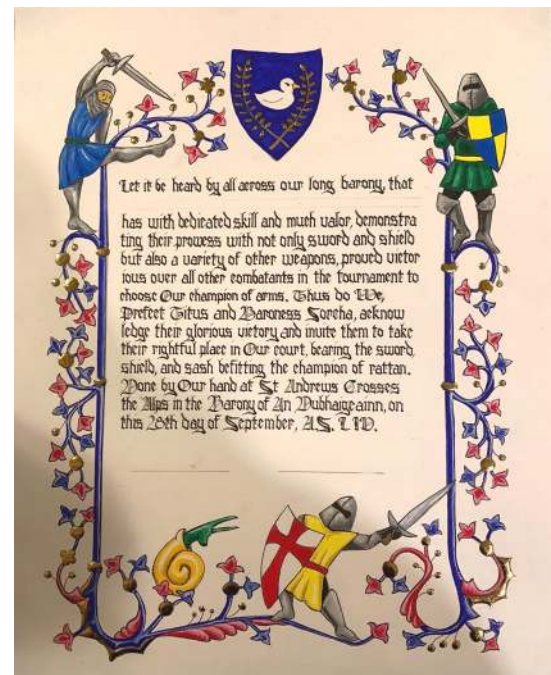 Let it be heard by all across our long barony, that
has with dedicated skill and much valor, demonstra
ting their prowess with not only sword and shield
but also a variety of other weapons, proved victor
ious over all other combatants in the tournament to
choose Our champion of arms. Thus do We,
Prefect Titus and Baroness Sorcha, acknow
ledge their glorious victory and invite them to take
their rightful place in Our court, bearing the sword,
shield, and sash befitting the champion of rattan.
Done by Our hand at St Andrews Crosses
the Alps in the Barony of An Dubhaigeainn, on
this 28th day of September, AS. LIV.